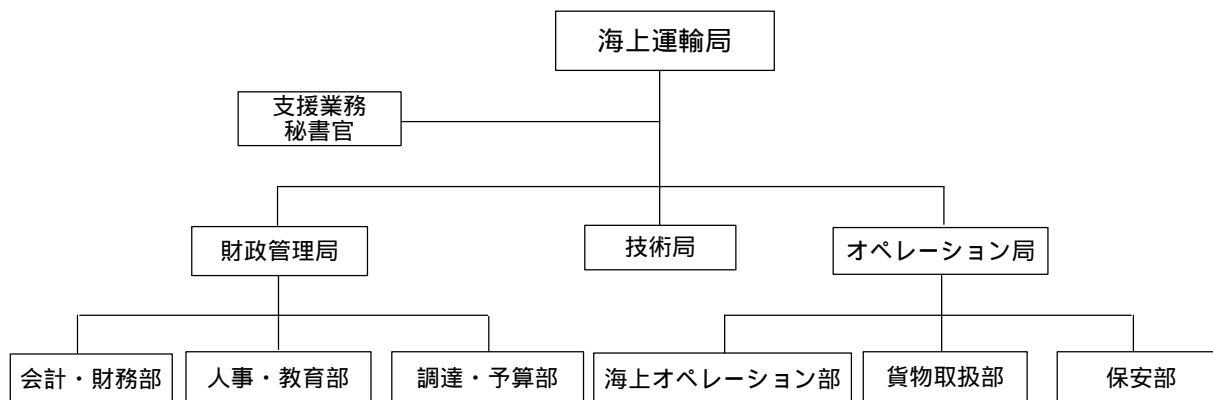 海上運輸局
支援業務
秘書官
財政管理局
技術局
オペレーション局
会計・財務部
人事・教育部
調達・予算部
海上オペレーション部
貨物取扱部
保安部